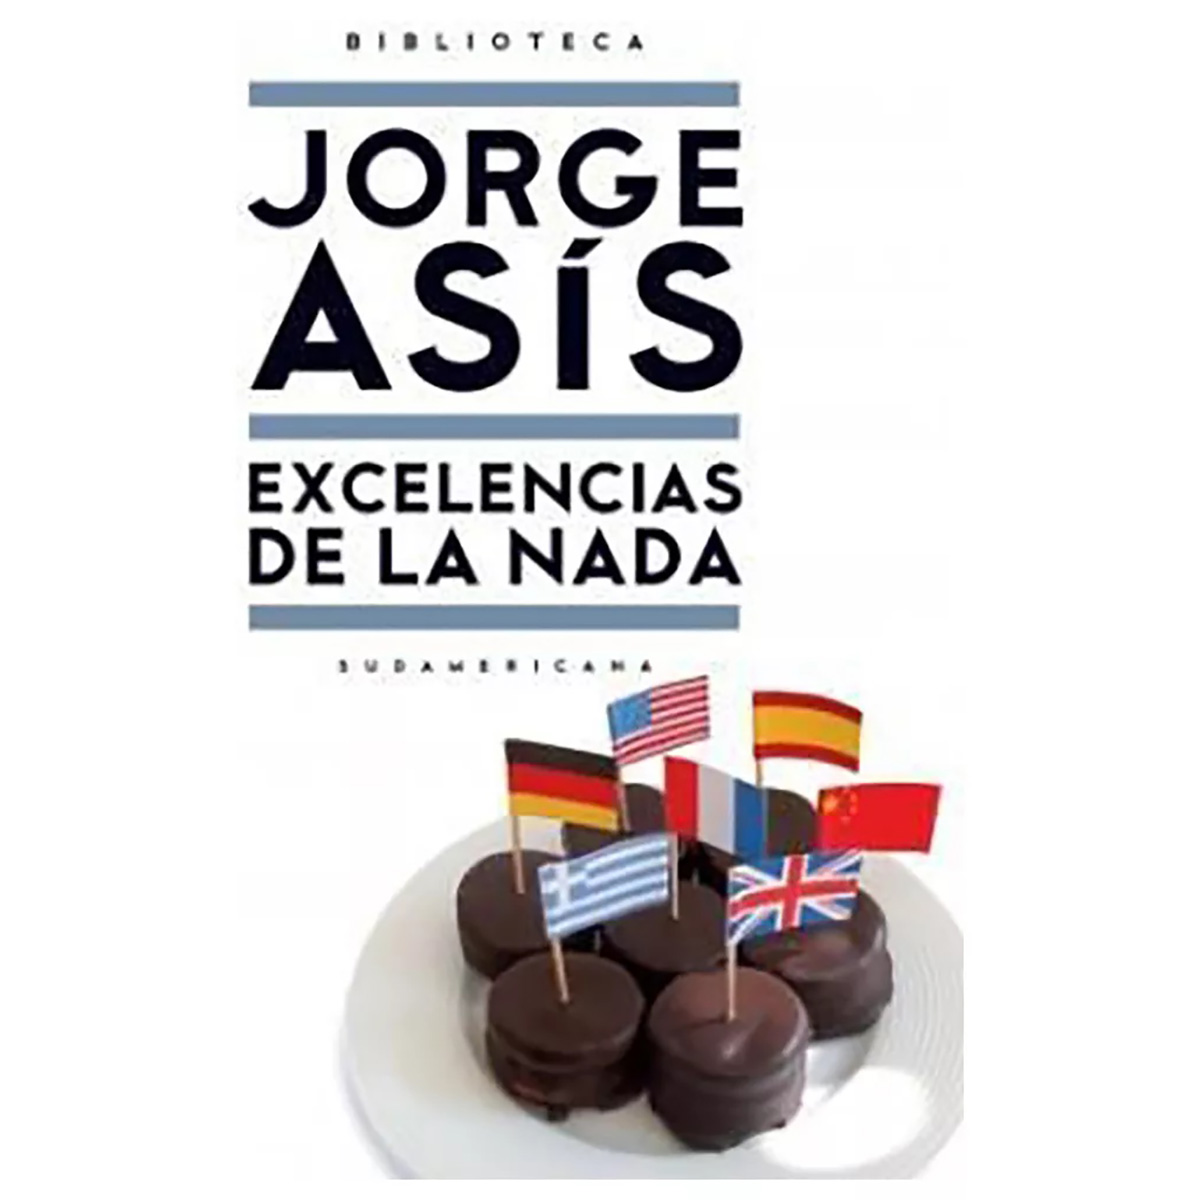 BIBLIOTECA
JORGE
ASÍS
EXCELENCIAS
DE LA NADA
SUDAMERICANA